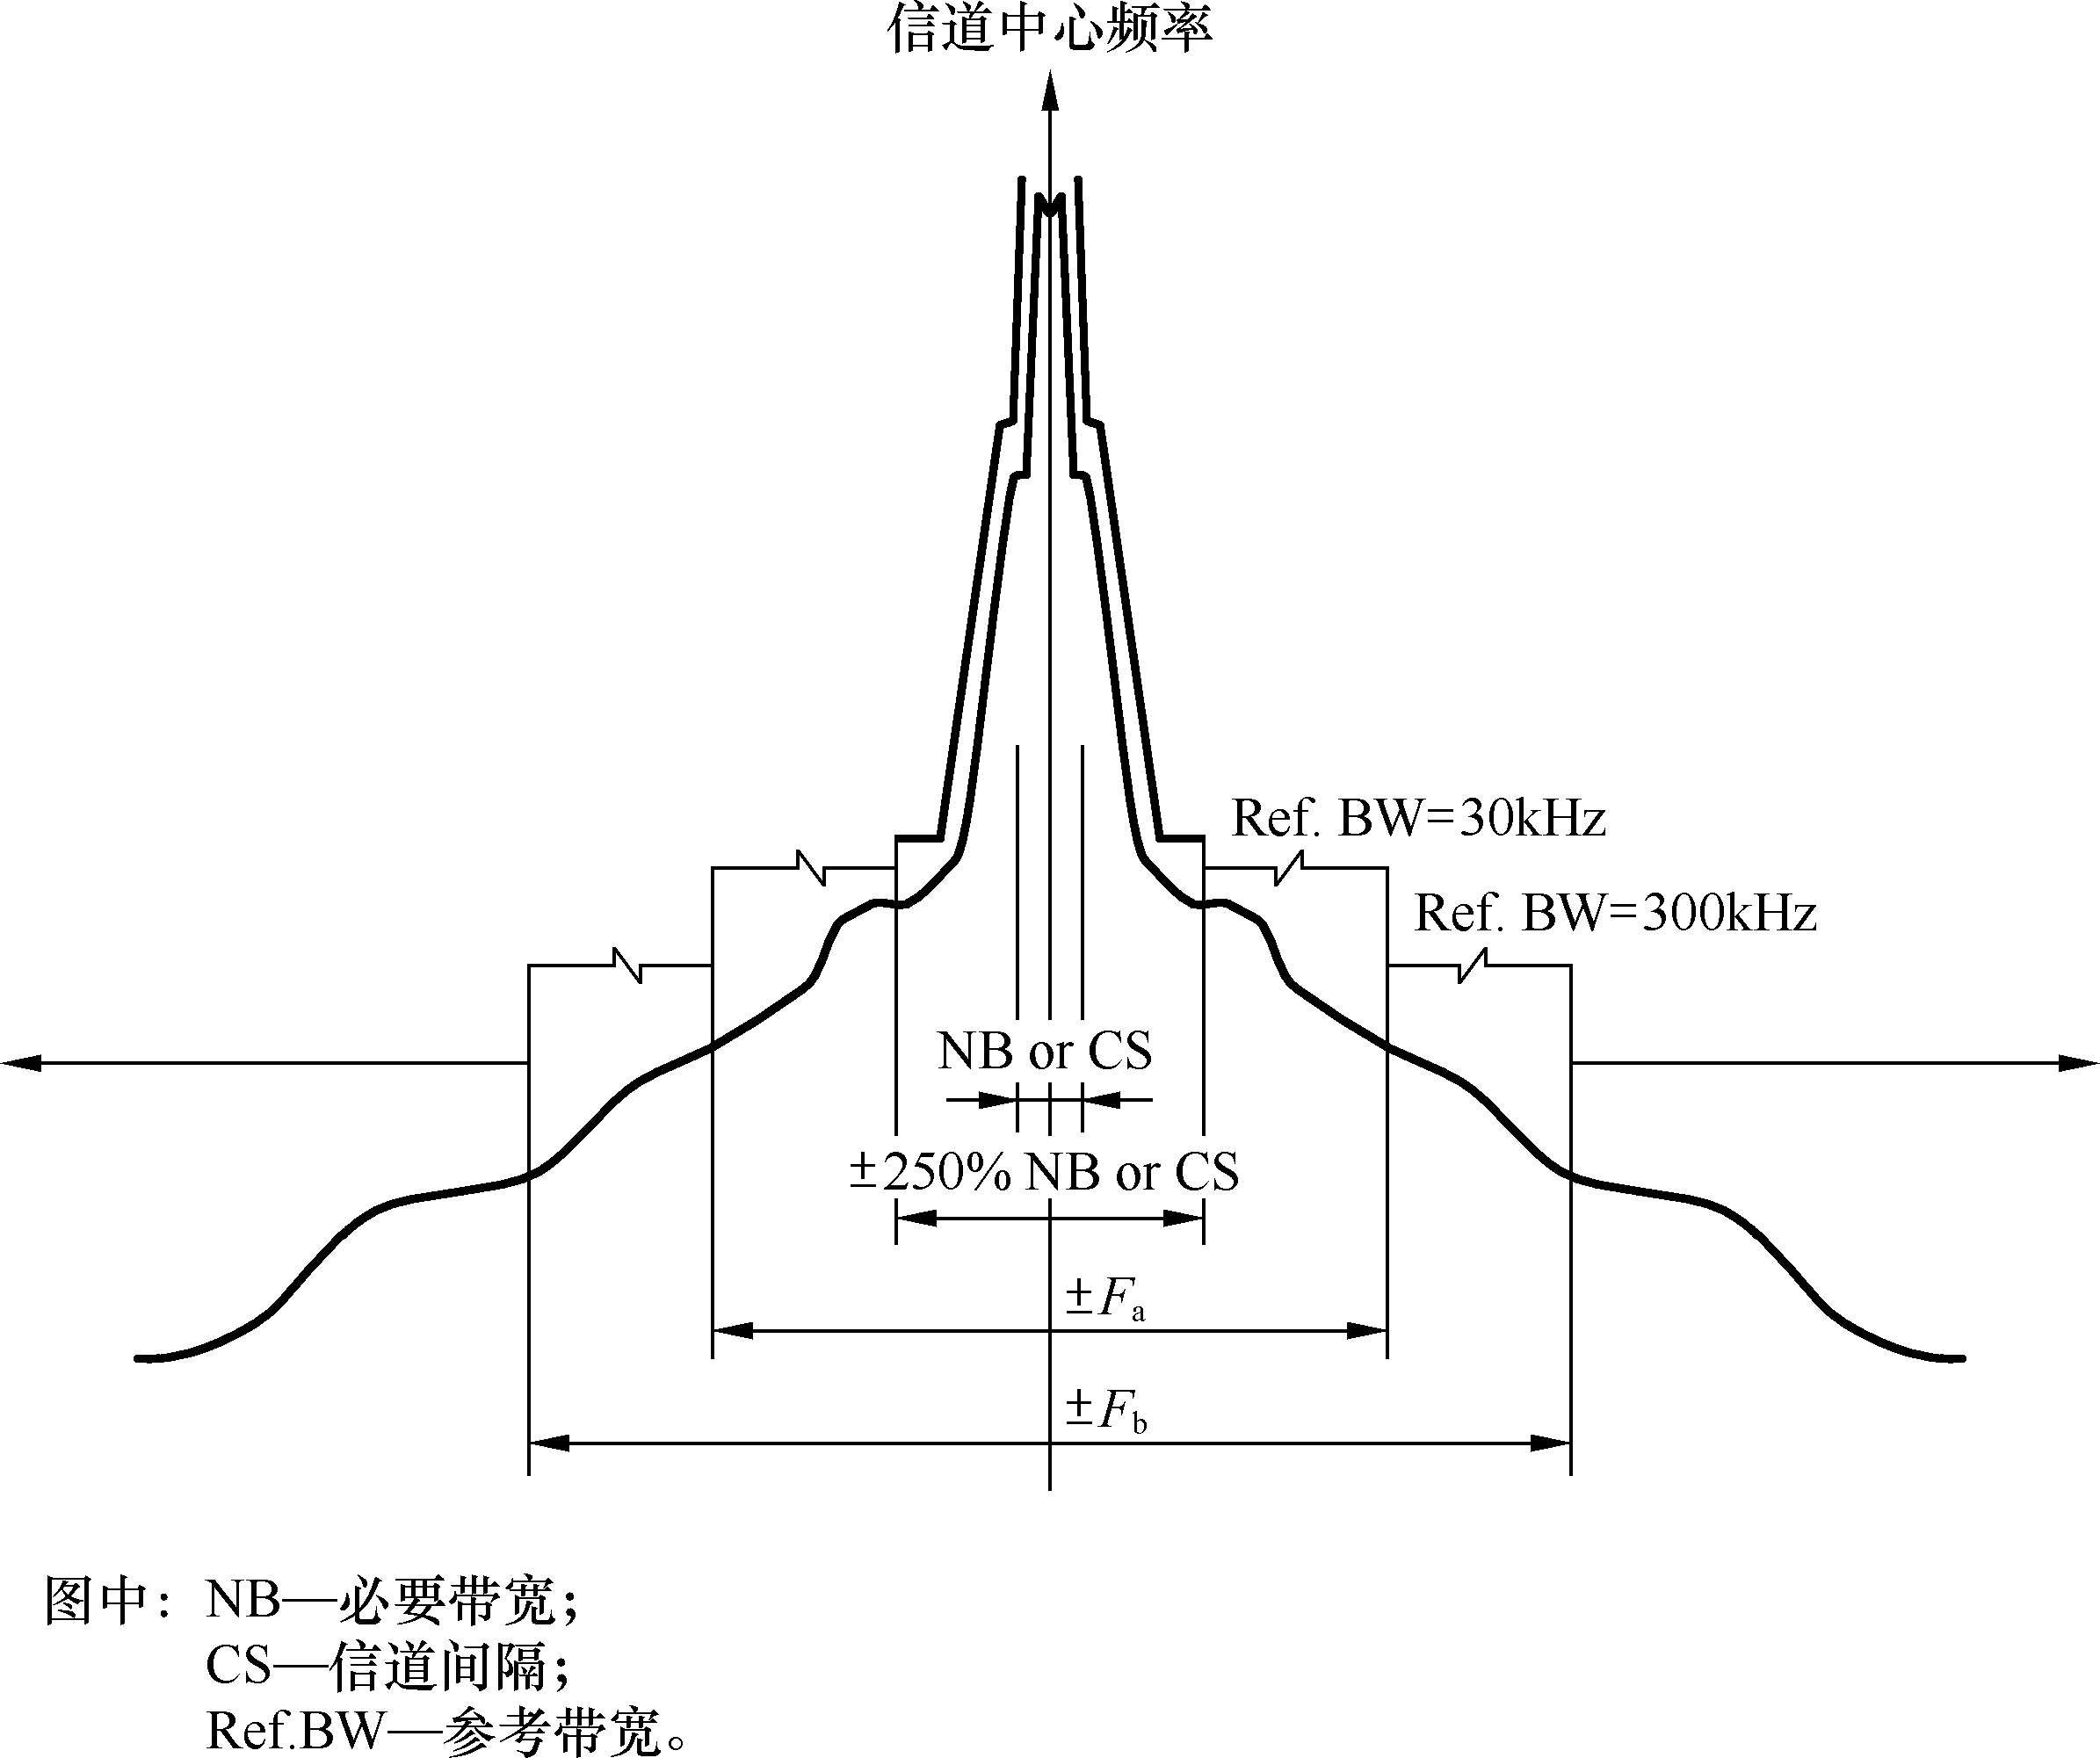 信道中心频率
Ref. BW=30kHz
Ref. BW=300kHz
NB or CS
±250% NB or CS
±Fa
±Fb
图中：NB—必要带宽；
CS—信道间隔；
Ref.BW—参考带宽。